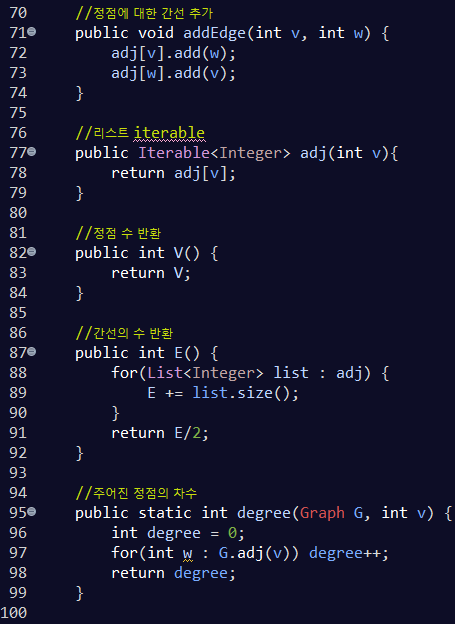 70 //정점에 대한 간선 추가
71 public void addEdge(int v, int w) {
72 adj[v].add(w);
73 adj[w].add(v);
74 }
75
76 //리스트 iterable
77 public Iterable<Integer> adj(int v){
78 return adj[v];
79 }
80
81 //정점 수 반환
82 public int V() {
83 return V;
84 }
85
86 //간선의 수 반환
87 public int E() {
88 for(List<Integer> list : adj) {
89 E += list.size();
90 }
91 return E/2;
92 }
93
94 //주어진 정점의 차수
95 public static int degree(Graph G, int v) {
96 int degree = 0;
97 for(int w : G.adj(v)) degree++;
98 return degree;
99 }
100